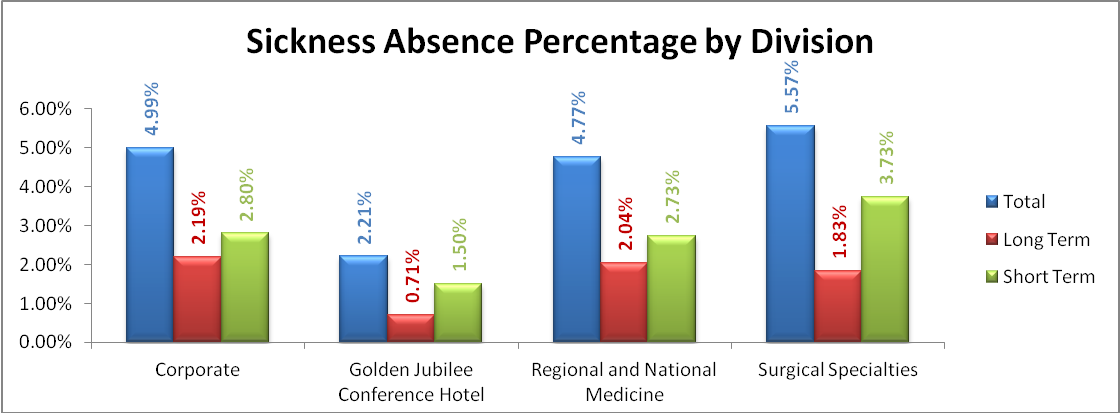 Sickness Absence Percentage by Division
6.00%
5.00%
4.00%
3.00%
2.00%
1.00%
0.00%
4.99%
2.19%
2.80%
2.21%
0.71%
1.50%
4.77%
2.04%
2.73%
5.57%
1.83%
3.73%
Corporate
Golden Jubilee
Conference Hotel
Regional and National
Medicine
Surgical Specialties
Total
Long Term
Short Term